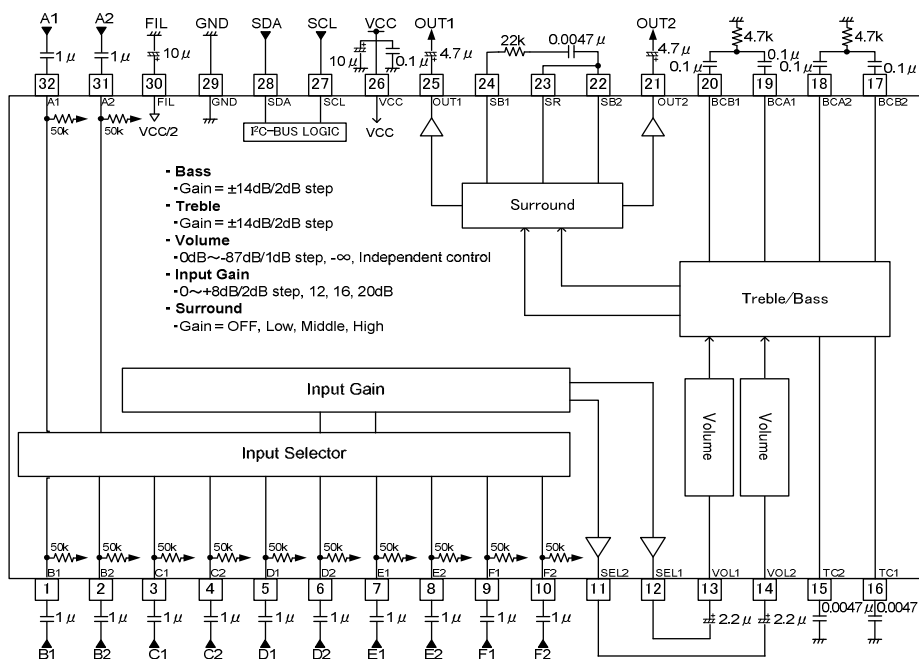 A1 A2 FIL GND SDA SCL VCC OUT1 OUT2
1μ 1μ 10μ 10μ 0.1μ 4.7μ 22k 0.0047μ 4.7μ 4.7k 0.1μ 0.1μ 4.7k 0.1μ 0.1μ
32 31 30 29 28 27 26 25 24 23 22 21 20 19 18 17
A1 A2 FIL GND SDA SCL VCC OUT1 SB1 SR SB2 OUT2 BCB1 BCA1 BCA2 BCB2
50k 50k VCC/2 I²C-BUS LOGIC VCC
- Bass
-Gain = ±14dB/2dB step
- Treble
-Gain = ±14dB/2dB step
- Volume
-0dB～-87dB/1dB step, -∞, Independent control
- Input Gain
-0～+8dB/2dB step, 12, 16, 20dB
- Surround
-Gain = OFF, Low, Middle, High
Surround
Treble/Bass
Input Gain
Volume Volume
Input Selector
50k 50k 50k 50k 50k 50k 50k 50k 50k 50k
B1 B2 C1 C2 D1 D2 E1 E2 F1 F2 SEL2 SEL1 VOL1 VOL2 TC2 TC1
1 2 3 4 5 6 7 8 9 10 11 12 13 14 15 16
1μ 1μ 1μ 1μ 1μ 1μ 1μ 1μ 1μ 1μ 2.2μ 2.2μ 0.0047μ 0.0047μ
B1 B2 C1 C2 D1 D2 E1 E2 F1 F2